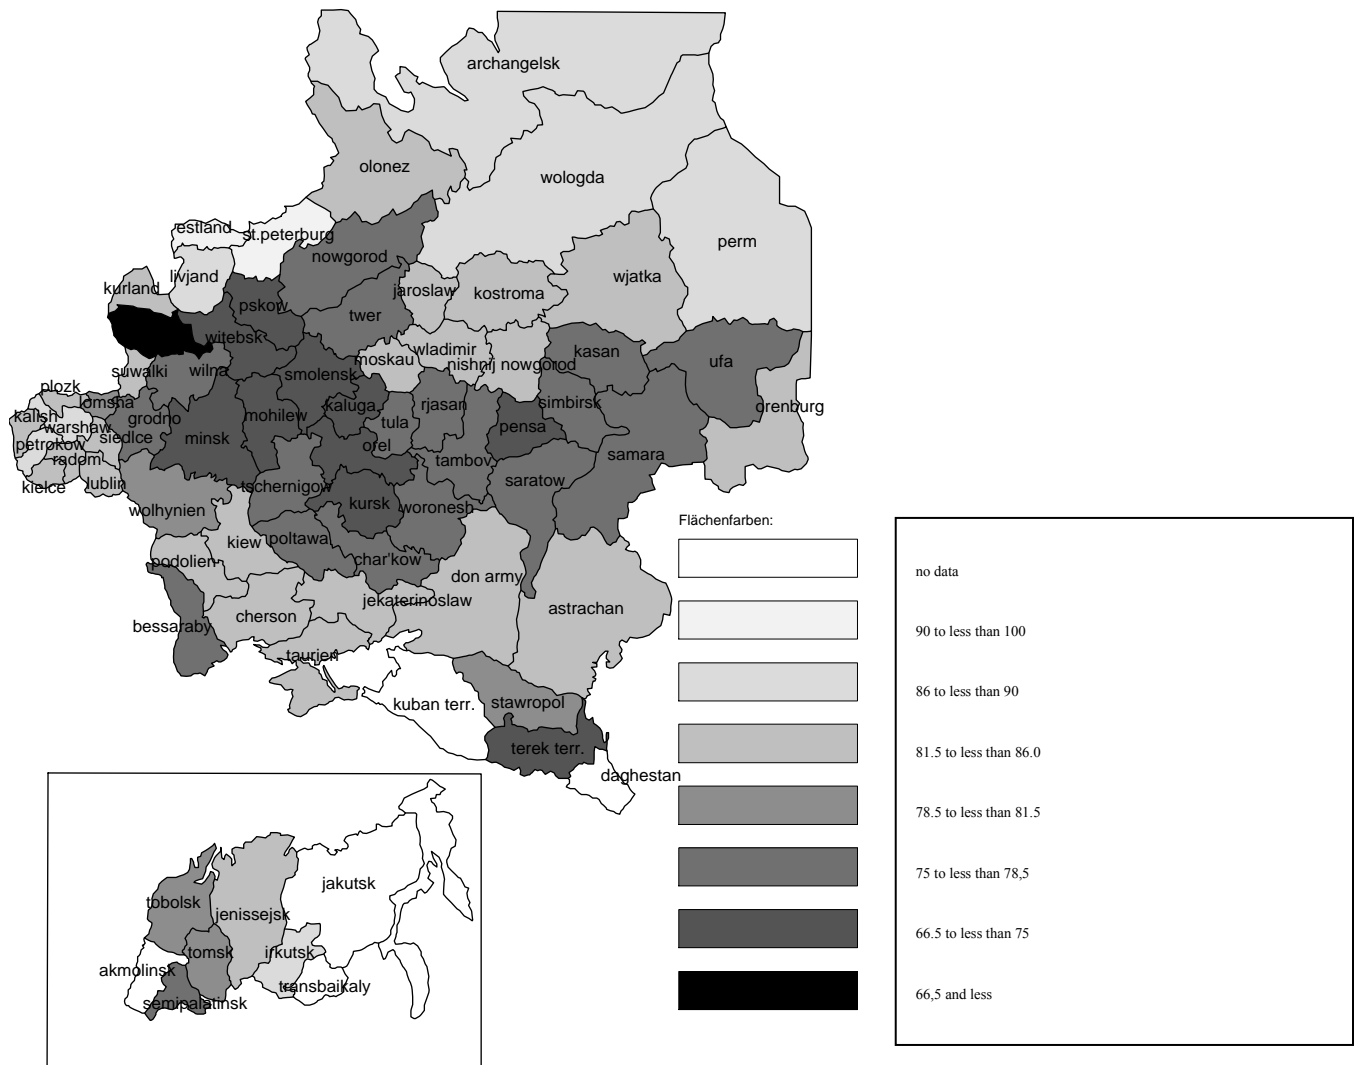 archangelsk
olonez
wologda
estland
st.peterburg
perm
nowgorod
livjand
wjatka
kurland
jaroslaw
kostroma
pskow
twer
witebsk
wladimir
kasan
moskau
nishnij nowgorod
ufa
suwalki
wilna
smolensk
plozk
lomsha
kaluga
rjasan
simbirsk
orenburg
kalish
grodno
mohilew
warshaw
tula
pensa
siedlce
minsk
petrokow
orel
samara
radom
tambov
kielce
lublin
tschernigow
saratow
wolhynien
kursk
woronesh
Flächenfarben:
kiew
poltawa
podolien
char'kow
don army
no data
jekaterinoslaw
astrachan
cherson
bessaraby
90 to less than 100
taurien
86 to less than 90
kuban terr.
stawropol
terek terr.
81.5 to less than 86.0
daghestan
78.5 to less than 81.5
jakutsk
75 to less than 78,5
tobolsk
jenissejsk
66.5 to less than 75
tomsk
irkutsk
akmolinsk
transbaikaly
66,5 and less
semipalatinsk